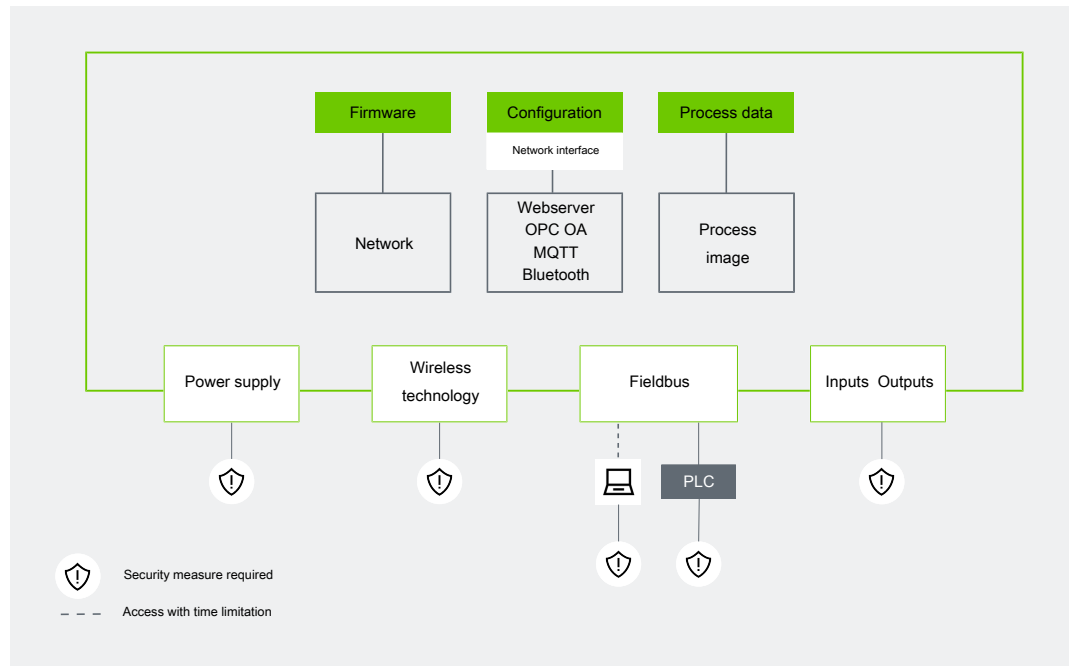 Firmware
Configuration
Process data
Network interface
Network
Webserver
OPC OA
MQTT
Bluetooth
Process
image
Power supply
Wireless
technology
Fieldbus
Inputs Outputs
PLC
Security measure required
Access with time limitation